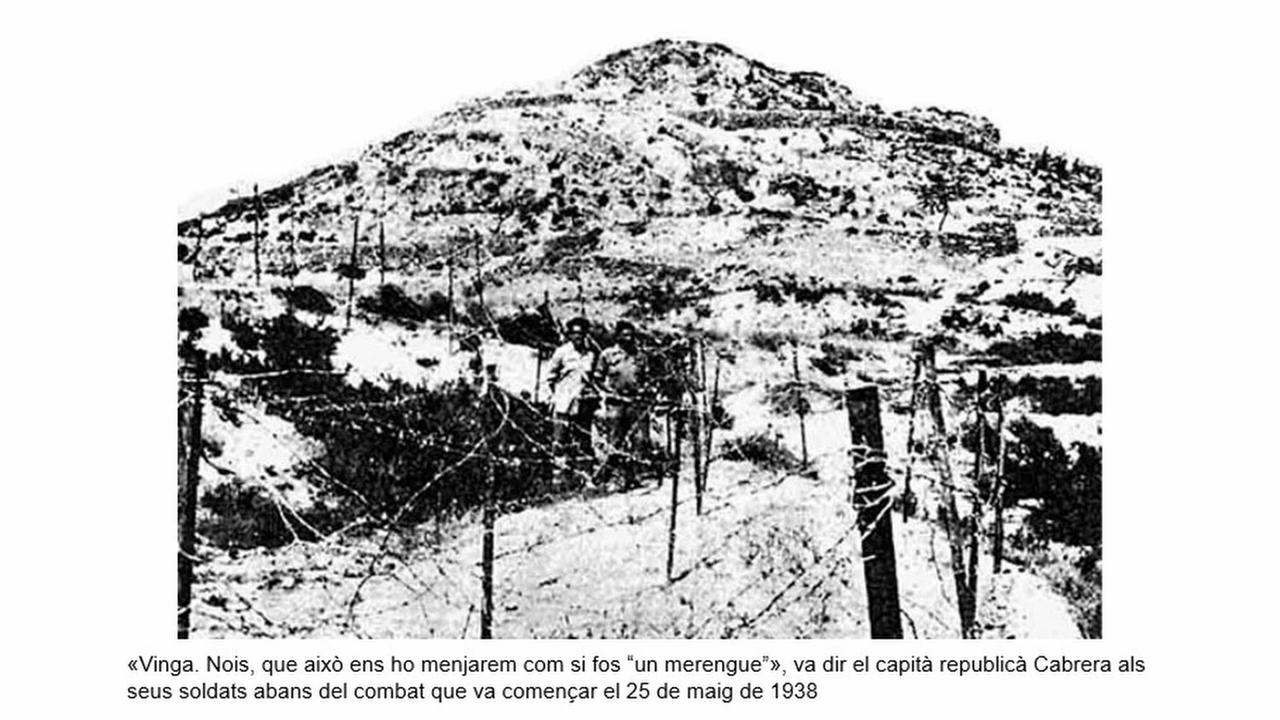 «Vinga. Nois, que això ens ho menjarem com si fos “un merengue”», va dir el capità republicà Cabrera als
seus soldats abans del combat que va començar el 25 de maig de 1938